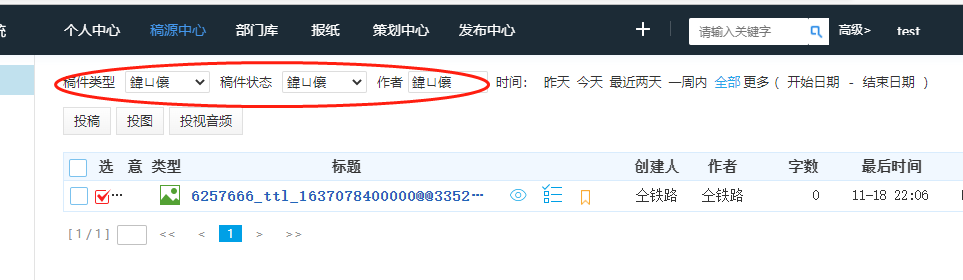 统 个人中心 稿源中心 部门库 报纸 策划中心 发布中心 请输入关键字 高级> test
稿件类型 鍏ㄩ儴 稿件状态 鍏ㄩ儴 作者 鍏ㄩ儴 时间： 昨天 今天 最近两天 一周内 全部 更多 ( 开始日期 - 结束日期 )
投稿 投图 投视音频
选 意 类型 标题 创建人 作者 字数 最后时间
6257666_ttl_1637078400000@@3352··· 仝铁路 仝铁路 0 11-18 22:06
[ 1 / 1 ] << < 1 > >>